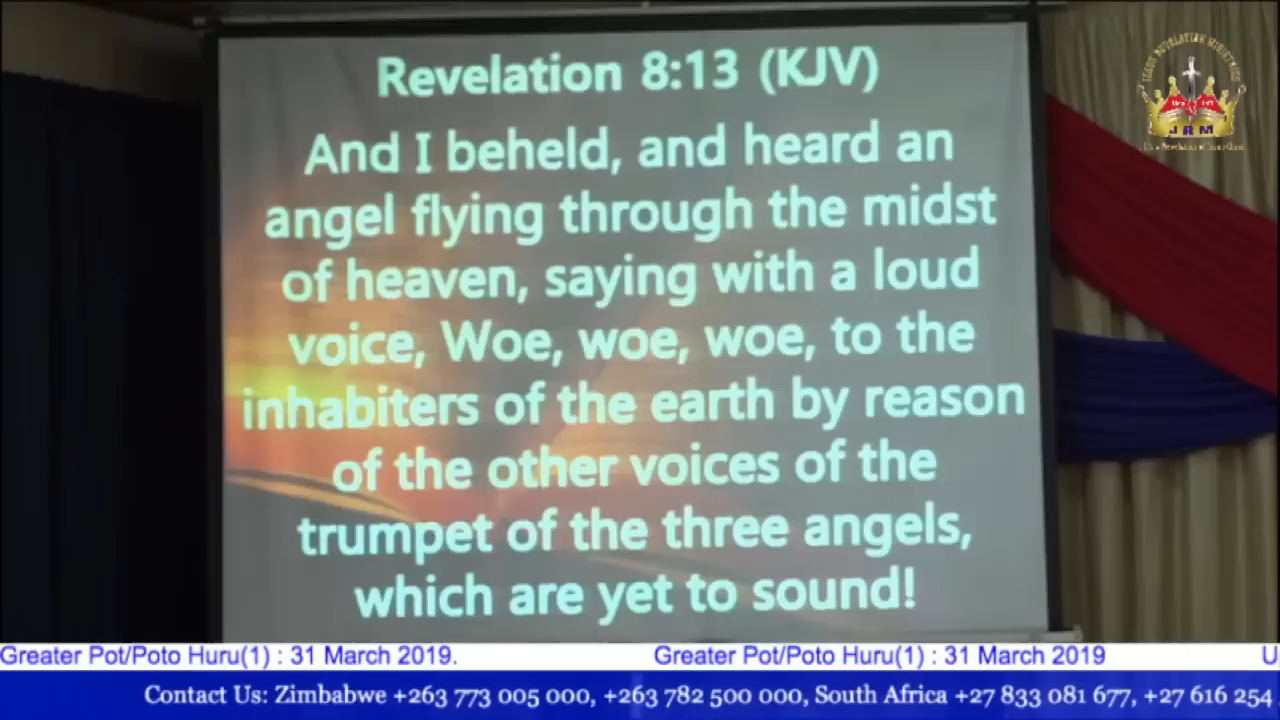 Revelation 8:13 (KJV)
And I beheld, and heard an
angel flying through the midst
of heaven, saying with a loud
voice, Woe, woe, woe, to the
inhabiters of the earth by reason
of the other voices of the
trumpet of the three angels,
which are yet to sound!
JESUS REVELATION MINISTRIES
JRM
Greater Pot/Poto Huru(1) : 31 March 2019. Greater Pot/Poto Huru(1) : 31 March 2019 U
Contact Us: Zimbabwe +263 773 005 000, +263 782 500 000, South Africa +27 833 081 677, +27 616 254